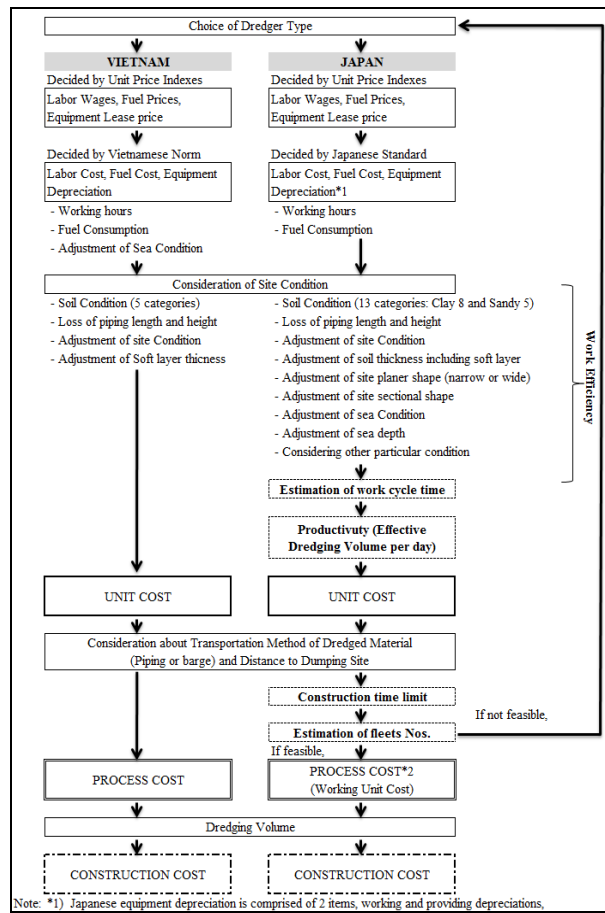 Choice of Dredger Type
VIETNAM
Decided by Unit Price Indexes
Labor Wages, Fuel Prices,
Equipment Lease price
Decided by Vietnamese Norm
Labor Cost, Fuel Cost, Equipment
Depreciation
- Working hours
- Fuel Consumption
- Adjustment of Sea Condition
JAPAN
Decided by Unit Price Indexes
Labor Wages, Fuel Prices,
Equipment Lease price
Decided by Japanese Standard
Labor Cost, Fuel Cost, Equipment
Depreciation*1
- Working hours
- Fuel Consumption
Consideration of Site Condition
- Soil Condition (5 categories)
- Loss of piping length and height
- Adjustment of site Condition
- Adjustment of Soft layer thicness
- Soil Condition (13 categories: Clay 8 and Sandy 5)
- Loss of piping length and height
- Adjustment of site Condition
- Adjustment of soil thickness including soft layer
- Adjustment of site planer shape (narrow or wide)
- Adjustment of site sectional shape
- Adjustment of sea Condition
- Adjustment of sea depth
- Considering other particular condition
Work Efficiency
Estimation of work cycle time
Productivuty (Effective
Dredging Volume per day)
UNIT COST
UNIT COST
Consideration about Transportation Method of Dredged Material
(Piping or barge) and Distance to Dumping Site
Construction time limit
Estimation of fleets Nos.
If not feasible,
If feasible,
PROCESS COST
PROCESS COST*2
(Working Unit Cost)
Dredging Volume
CONSTRUCTION COST
CONSTRUCTION COST
Note: *1) Japanese equipment depreciation is comprised of 2 items, working and providing depreciations,